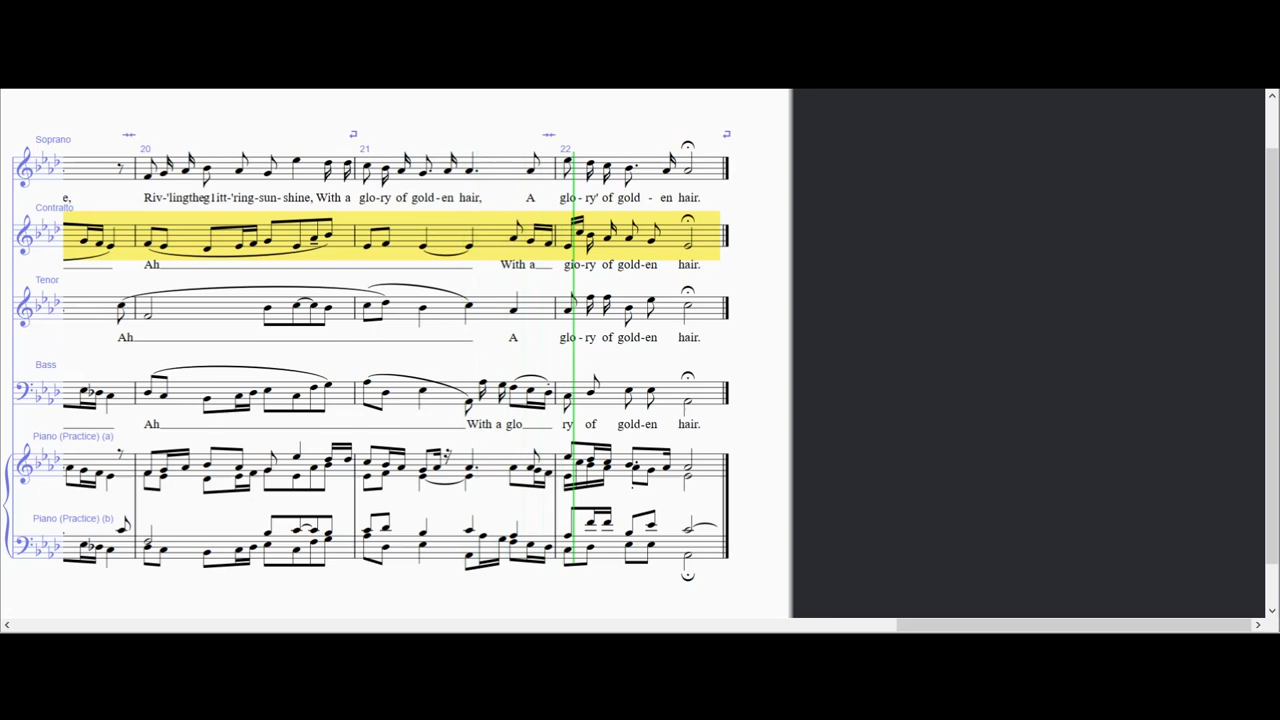 Soprano
20 21 22
e, Riv-'lingtheglitt-'ring-sun-shine, With a glo-ry of gold-en hair, A glo-ry' of gold - en hair.
Contralto
Ah With a glo-ry of gold-en hair.
Tenor
Ah A glo-ry of gold-en hair.
Bass
Ah With a glo ry of gold-en hair.
Piano (Practice) (a)
Piano (Practice) (b)